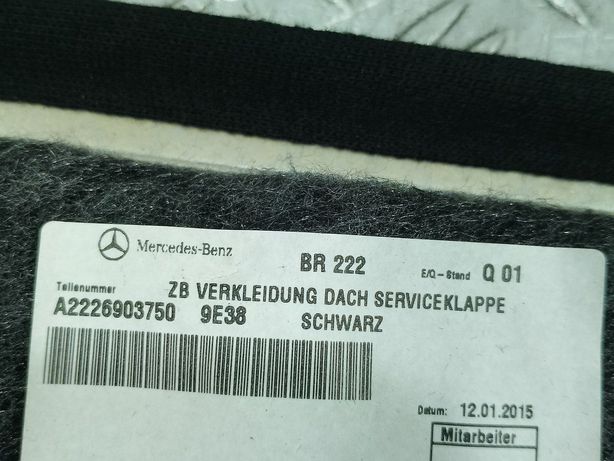 Mercedes-Benz BR 222 E/Q-Stand Q 01
Teilenummer ZB VERKLEIDUNG DACH SERVICEKLAPPE
A2226903750 9E38 SCHWARZ
Datum: 12.01.2015
Mitarbeiter